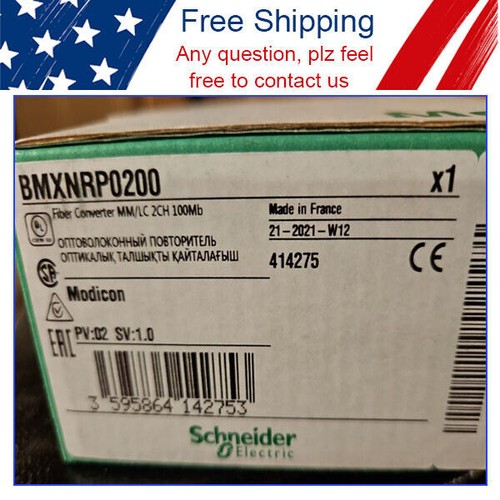 Free Shipping
Any question, plz feel
free to contact us
BMXNRP0200
x1
Fiber Converter MM/LC 2CH 100Mb
Made in France
21-2021-W12
ОПТОВОЛОКОННЫЙ ПОВТОРИТЕЛЬ
ОПТИКАЛЫҚ ТАЛШЫҚТЫ ҚАЙТАЛАҒЫШ
414275
CE
Modicon
EAC
PV:02 SV:1.0
3 595864 142753
Schneider
Electric